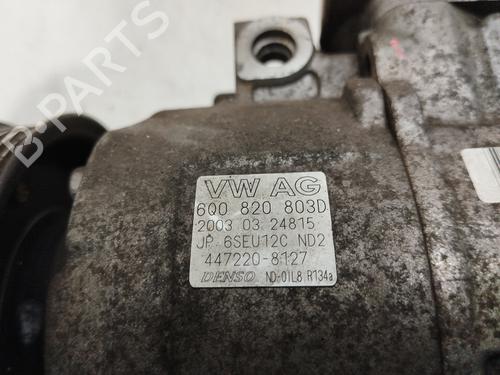 VW AG
6Q0 820 803D
2003 03 24815
JP 6SEU12C ND2
447220-8127
DENSO ND-OIL8 R134a
B-PARTS